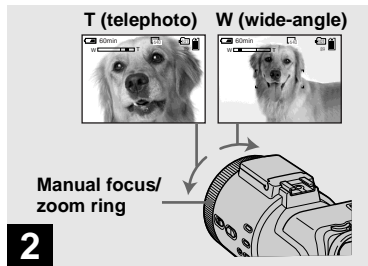 T (telephoto) W (wide-angle)
60min
W T
60min
W T
Manual focus/
zoom ring
2